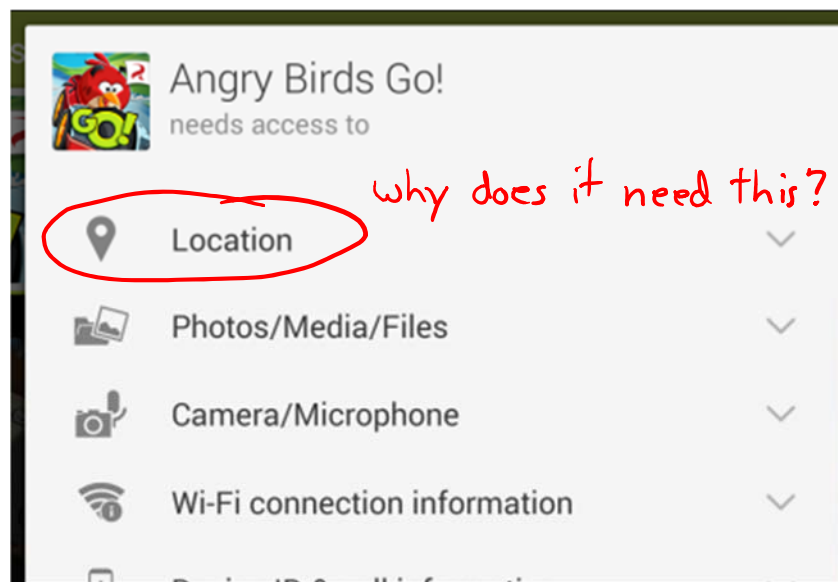 Angry Birds Go!
GO!
needs access to
why does it need this?
Location
Photos/Media/Files
Camera/Microphone
Wi-Fi connection information